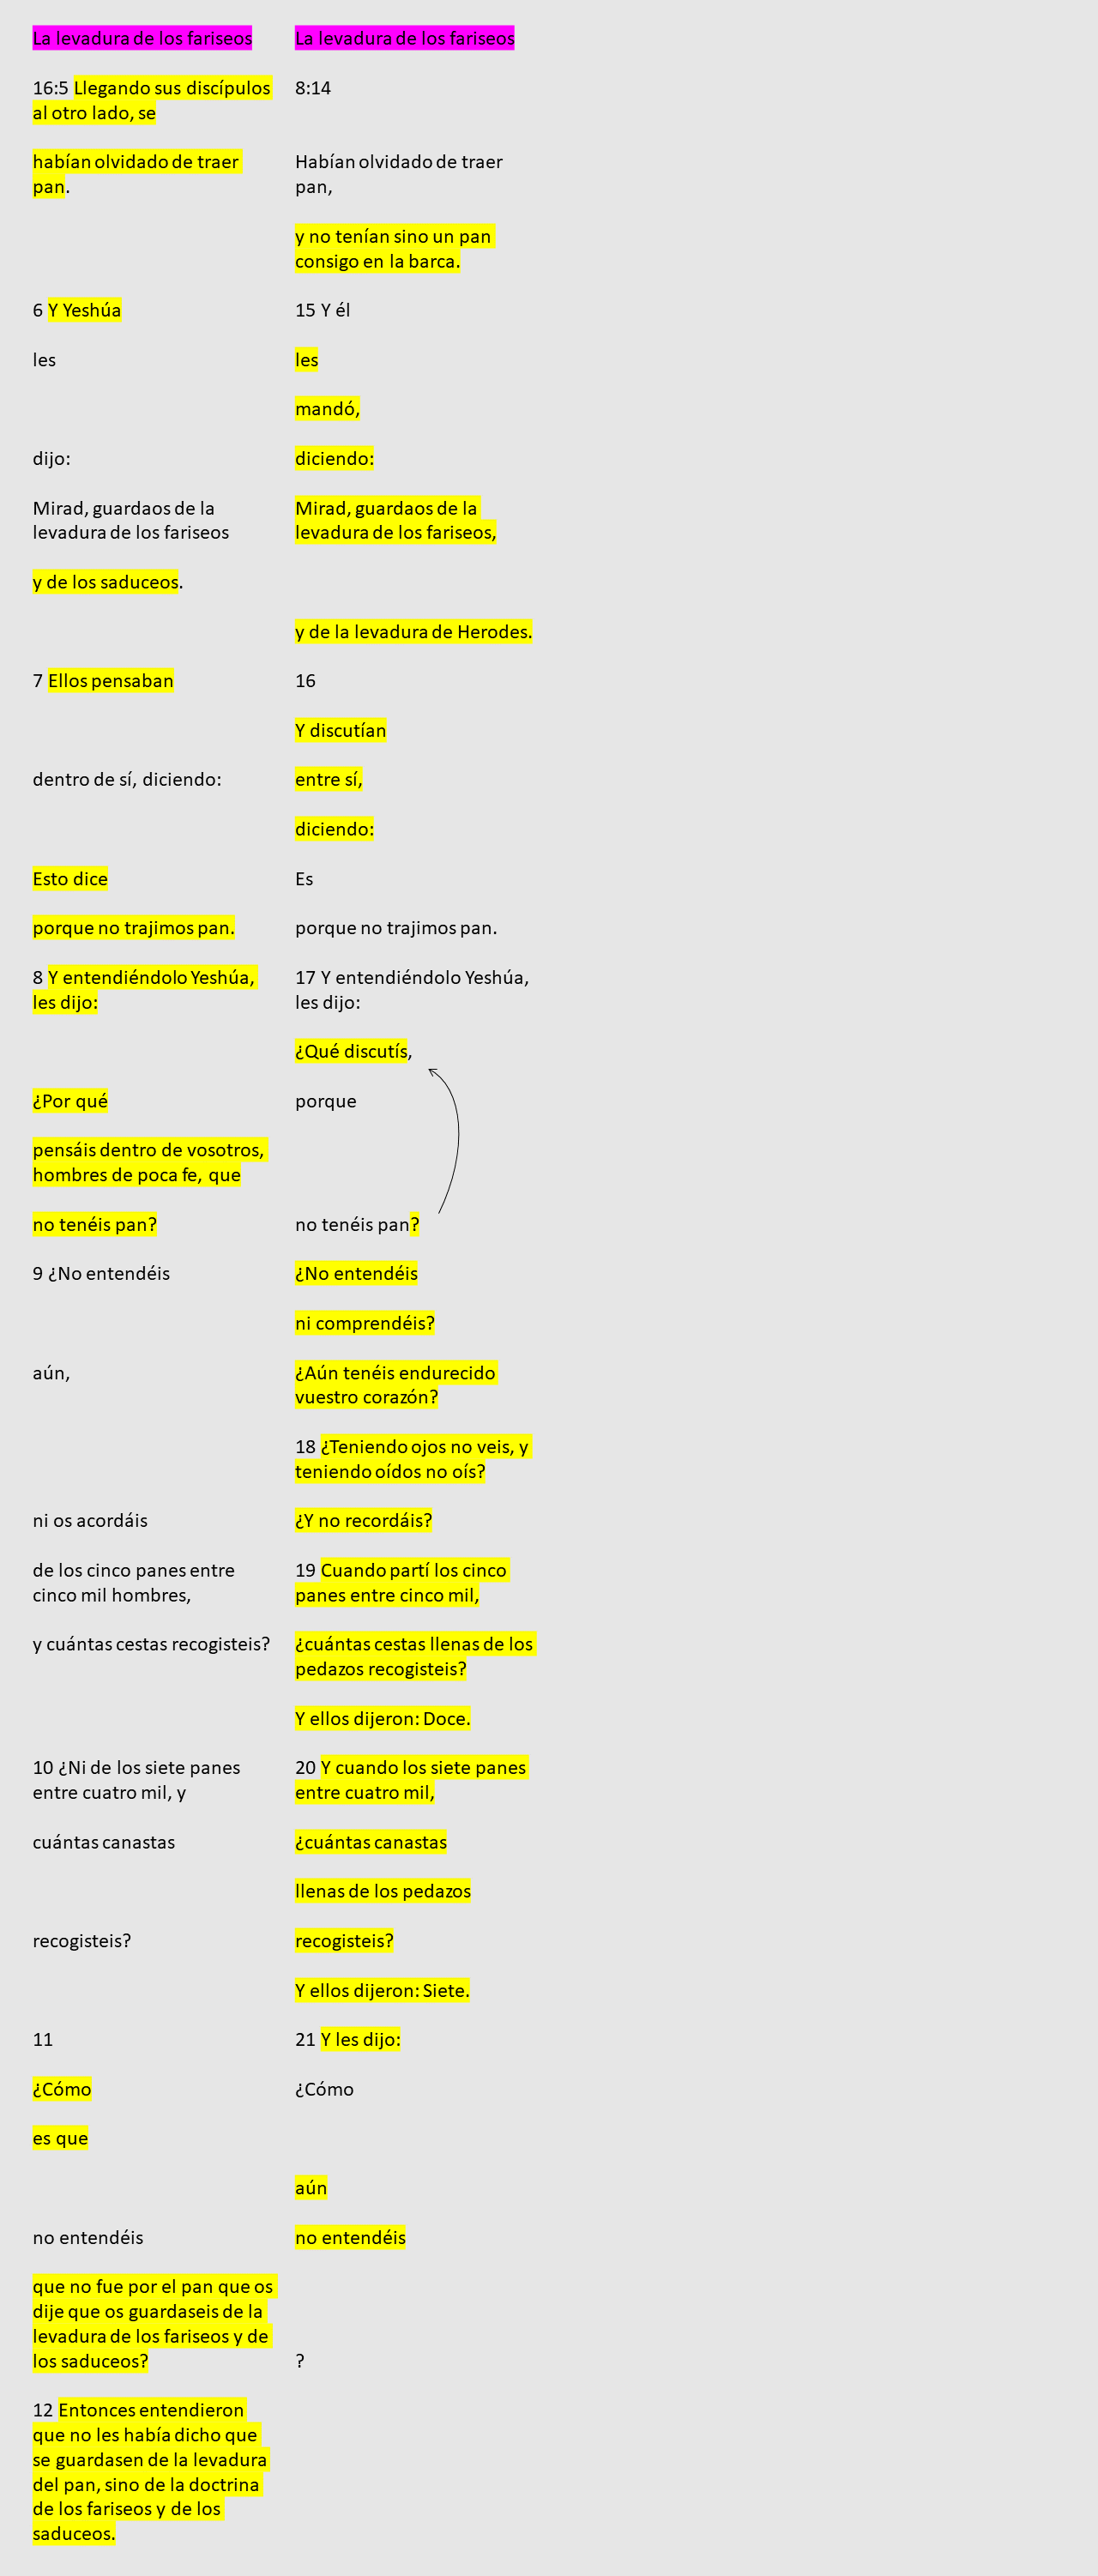 La levadura de los fariseos
La levadura de los fariseos
16:5 Llegando sus discípulos
al otro lado, se
8:14
habían olvidado de traer
pan.
Habían olvidado de traer
pan,
y no tenían sino un pan
consigo en la barca.
6 Y Yeshúa
15 Y él
les
les
mandó,
dijo:
diciendo:
Mirad, guardaos de la
levadura de los fariseos
Mirad, guardaos de la
levadura de los fariseos,
y de los saduceos.
y de la levadura de Herodes.
7 Ellos pensaban
16
Y discutían
dentro de sí, diciendo:
entre sí,
diciendo:
Esto dice
Es
porque no trajimos pan.
porque no trajimos pan.
8 Y entendiéndolo Yeshúa,
les dijo:
17 Y entendiéndolo Yeshúa,
les dijo:
¿Qué discutís,
¿Por qué
porque
pensáis dentro de vosotros,
hombres de poca fe, que
no tenéis pan?
no tenéis pan?
9 ¿No entendéis
¿No entendéis
ni comprendéis?
aún,
¿Aún tenéis endurecido
vuestro corazón?
18 ¿Teniendo ojos no veis, y
teniendo oídos no oís?
ni os acordáis
¿Y no recordáis?
de los cinco panes entre
cinco mil hombres,
19 Cuando partí los cinco
panes entre cinco mil,
y cuántas cestas recogisteis?
¿cuántas cestas llenas de los
pedazos recogisteis?
Y ellos dijeron: Doce.
10 ¿Ni de los siete panes
entre cuatro mil, y
20 Y cuando los siete panes
entre cuatro mil,
cuántas canastas
¿cuántas canastas
llenas de los pedazos
recogisteis?
recogisteis?
Y ellos dijeron: Siete.
11
21 Y les dijo:
¿Cómo
¿Cómo
es que
aún
no entendéis
no entendéis
que no fue por el pan que os
dije que os guardaseis de la
levadura de los fariseos y de
los saduceos?
?
12 Entonces entendieron
que no les había dicho que
se guardasen de la levadura
del pan, sino de la doctrina
de los fariseos y de los
saduceos.